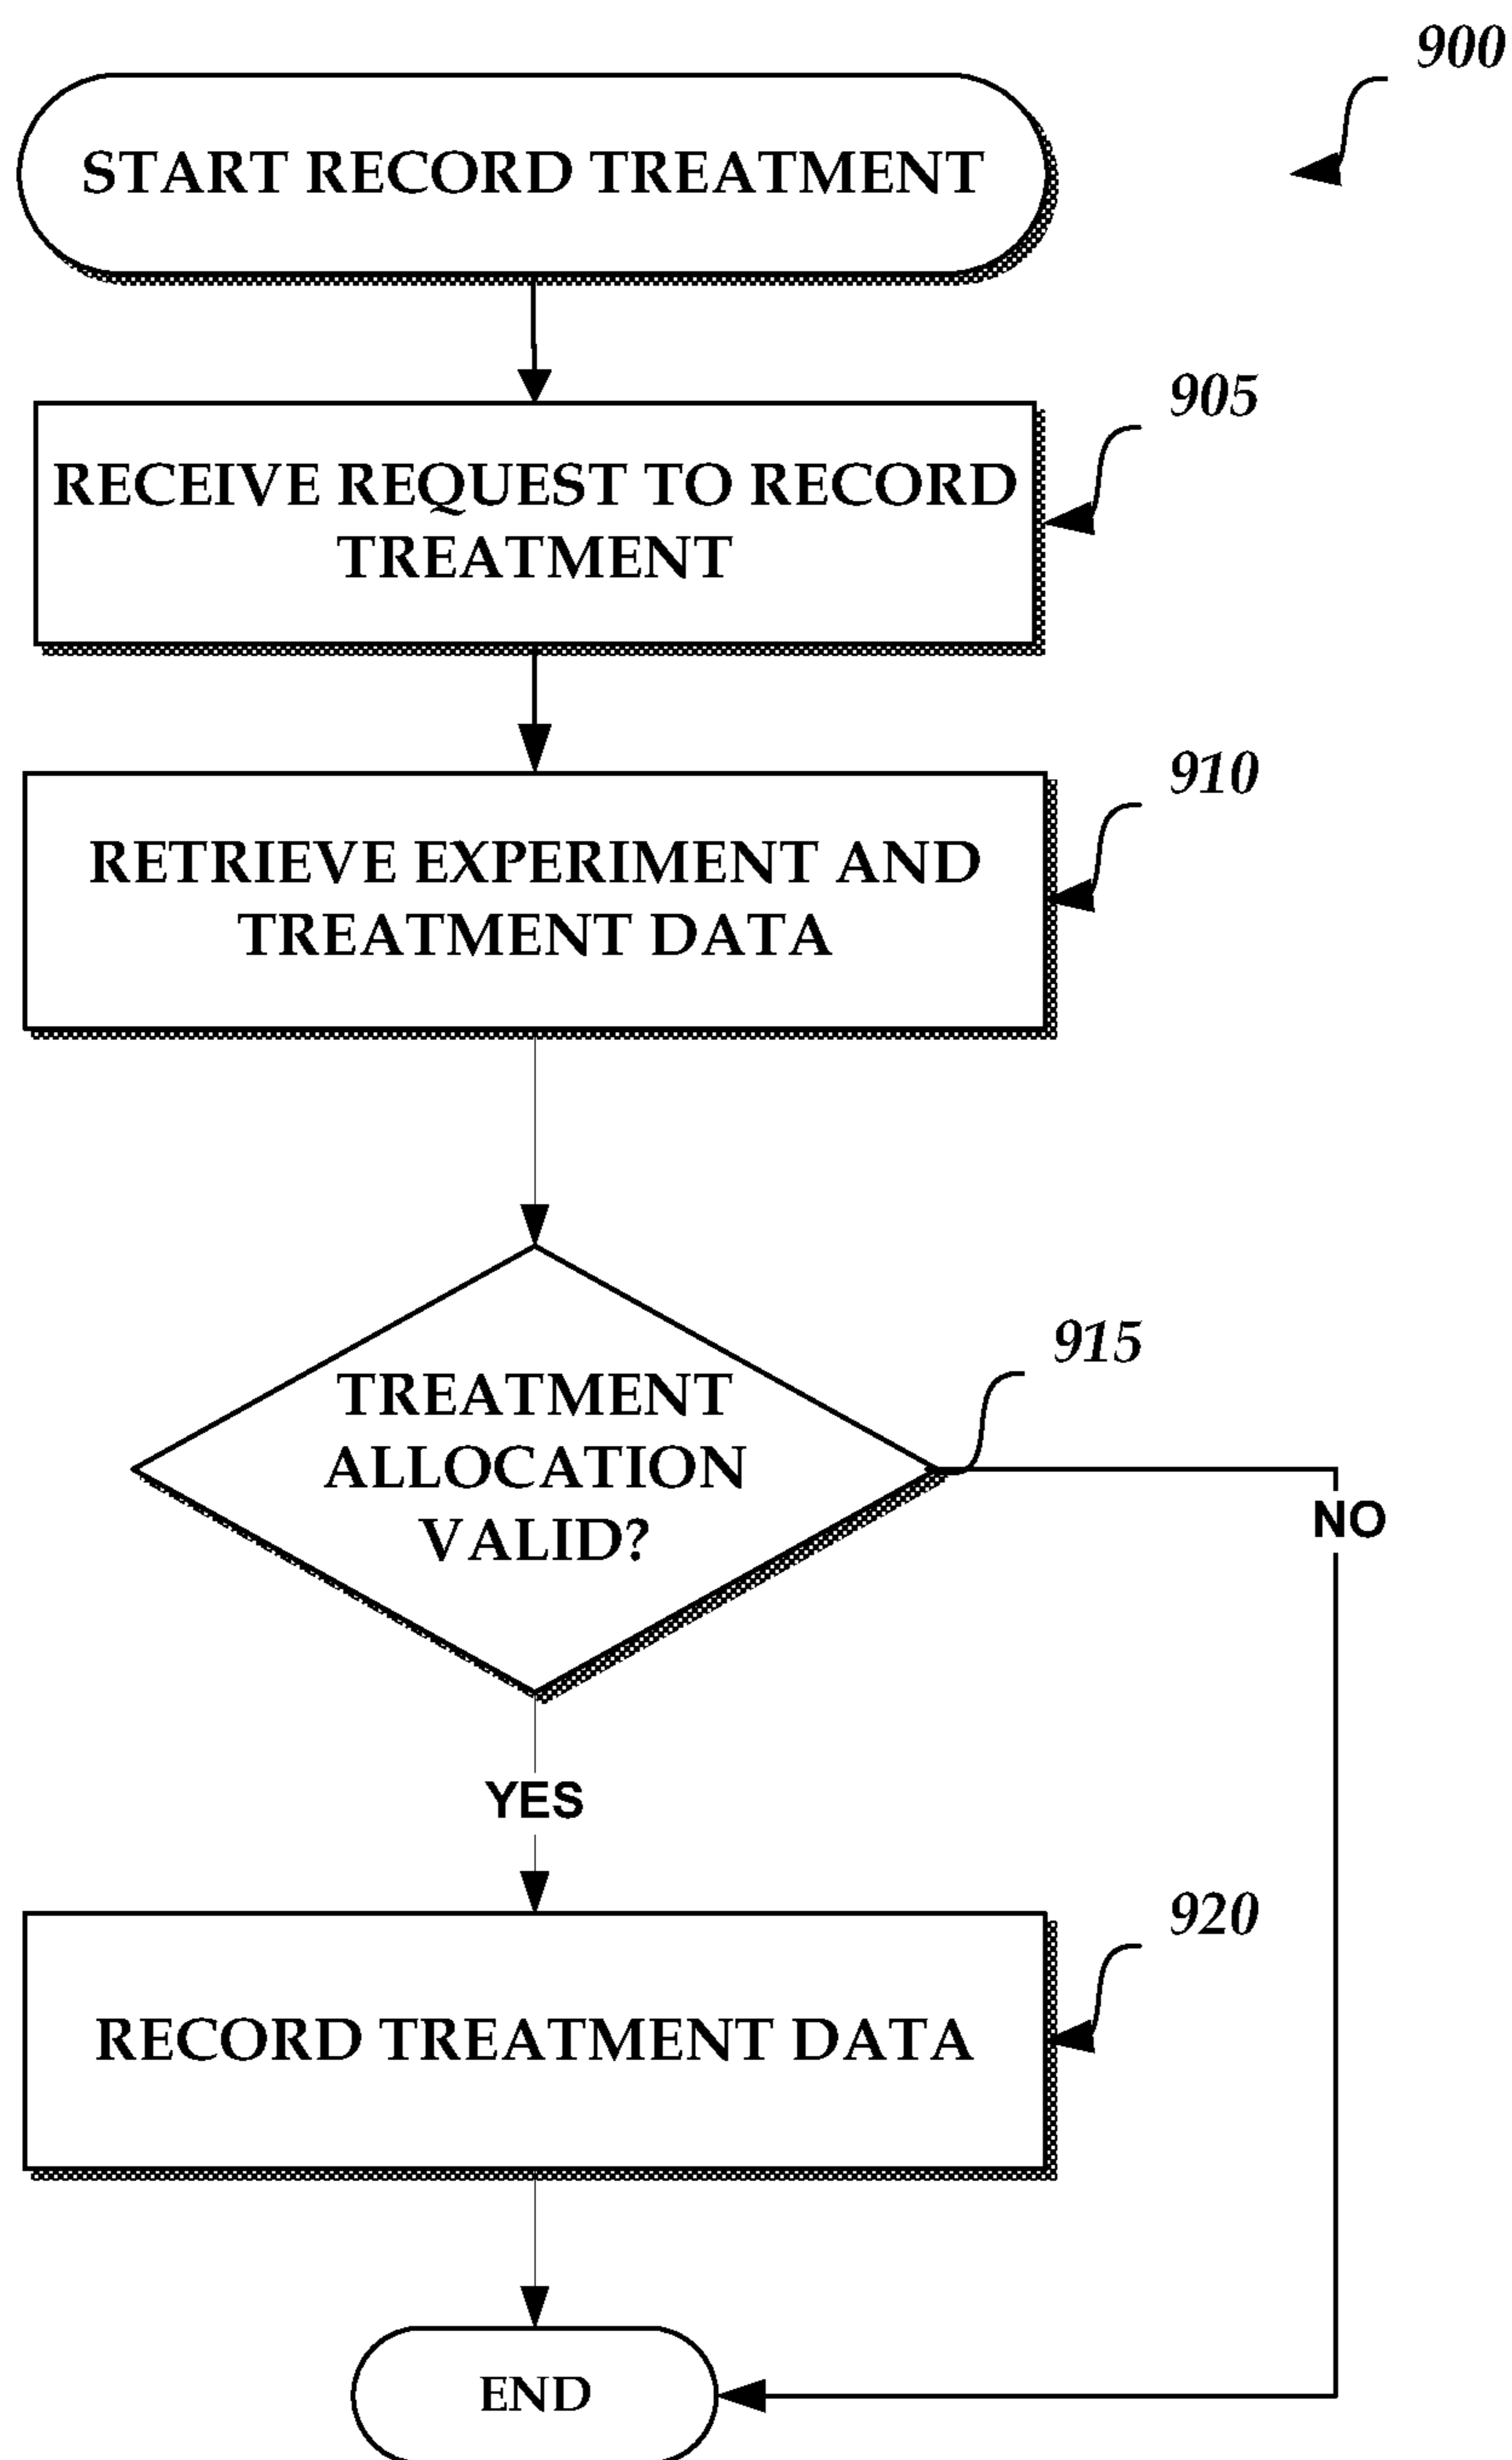 900
START RECORD TREATMENT
905
RECEIVE REQUEST TO RECORD
TREATMENT
910
RETRIEVE EXPERIMENT AND
TREATMENT DATA
915
TREATMENT
ALLOCATION
VALID?
NO
YES
920
RECORD TREATMENT DATA
END